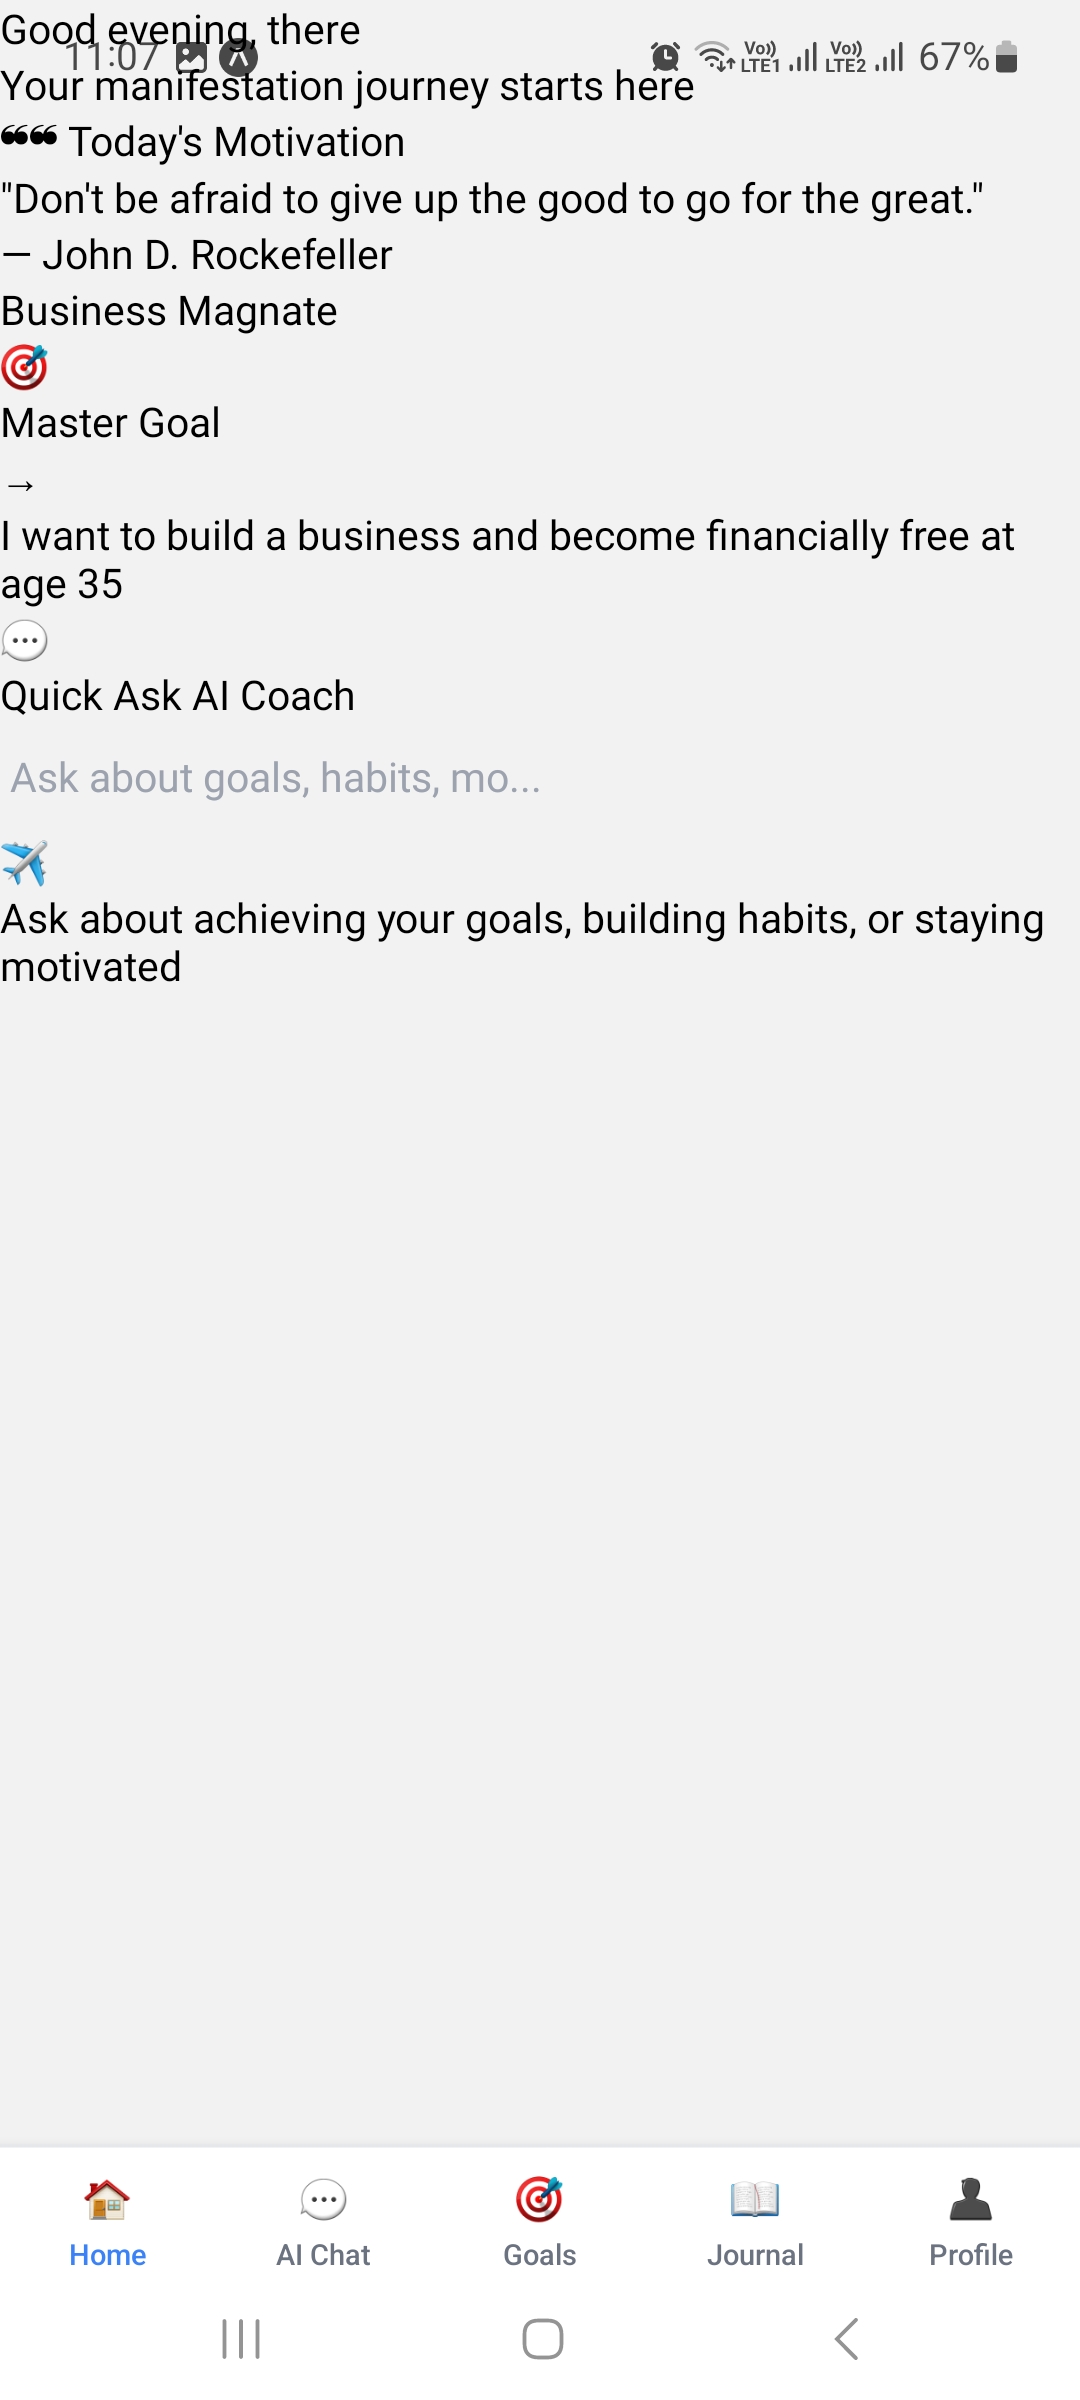 Good evening, there
11:07
Vo)) LTE1 Vo)) LTE2 67%
Your manifestation journey starts here
❝❝ Today's Motivation
"Don't be afraid to give up the good to go for the great."
— John D. Rockefeller
Business Magnate
Master Goal
→
I want to build a business and become financially free at
age 35
Quick Ask AI Coach
Ask about goals, habits, mo...
Ask about achieving your goals, building habits, or staying
motivated
Home AI Chat Goals Journal Profile